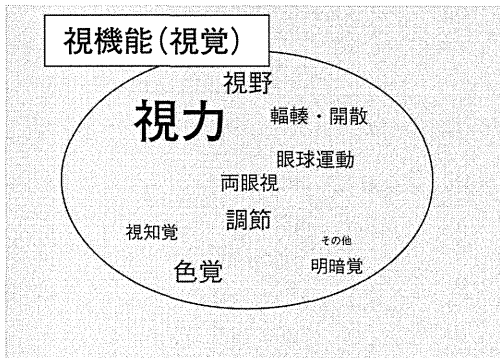 視機能(視覚)
視野
視力
輻輳・開散
眼球運動
両眼視
調節
視知覚
その他
色覚
明暗覚